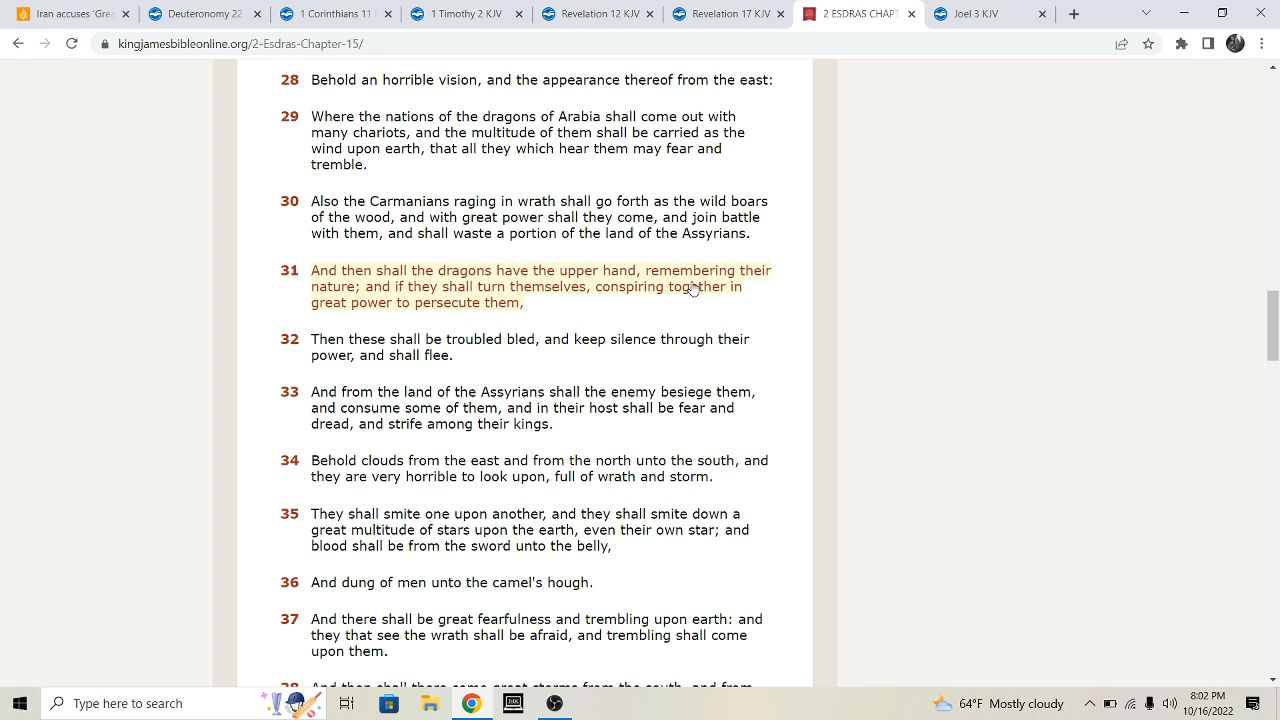 Iran accuses
Deuteronomy 22
1 Corinthians 11
1 Timothy 2 KJV
Revelation 12 KJV
Revelation 17 KJV
2 ESDRAS CHAPT
Joel 3 KJV
kingjamesbibleonline.org/2-Esdras-Chapter-15/
28 Behold an horrible vision, and the appearance thereof from the east:
29 Where the nations of the dragons of Arabia shall come out with
many chariots, and the multitude of them shall be carried as the
wind upon earth, that all they which hear them may fear and
tremble.
30 Also the Carmanians raging in wrath shall go forth as the wild boars
of the wood, and with great power shall they come, and join battle
with them, and shall waste a portion of the land of the Assyrians.
31 And then shall the dragons have the upper hand, remembering their
nature; and if they shall turn themselves, conspiring together in
great power to persecute them,
32 Then these shall be troubled bled, and keep silence through their
power, and shall flee.
33 And from the land of the Assyrians shall the enemy besiege them,
and consume some of them, and in their host shall be fear and
dread, and strife among their kings.
34 Behold clouds from the east and from the north unto the south, and
they are very horrible to look upon, full of wrath and storm.
35 They shall smite one upon another, and they shall smite down a
great multitude of stars upon the earth, even their own star; and
blood shall be from the sword unto the belly,
36 And dung of men unto the camel's hough.
37 And there shall be great fearfulness and trembling upon earth: and
they that see the wrath shall be afraid, and trembling shall come
upon them.
38 And then shall there come great storms from the south, and from
Type here to search
64°F Mostly cloudy
8:02 PM
10/16/2022